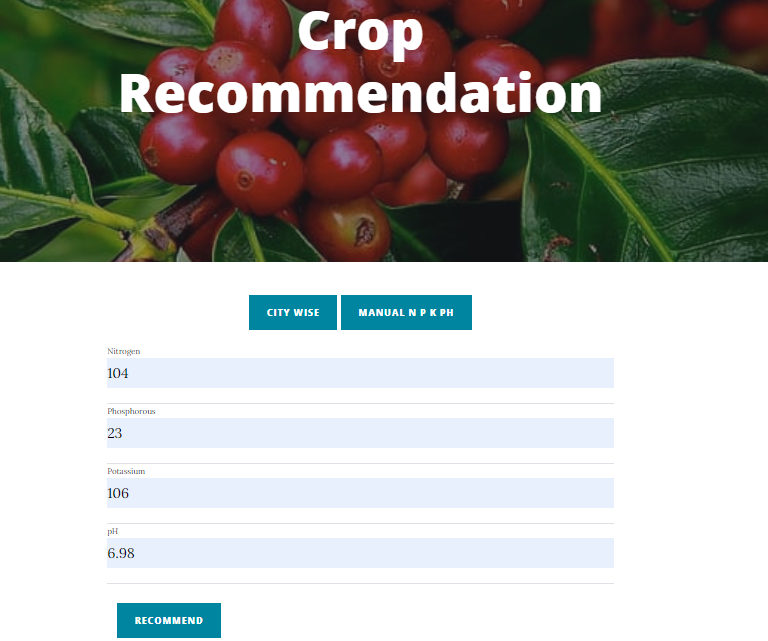 Crop
Recommendation
CITY WISE
MANUAL N P K PH
Nitrogen
104
Phosphorous
23
Potassium
106
pH
6.98
RECOMMEND